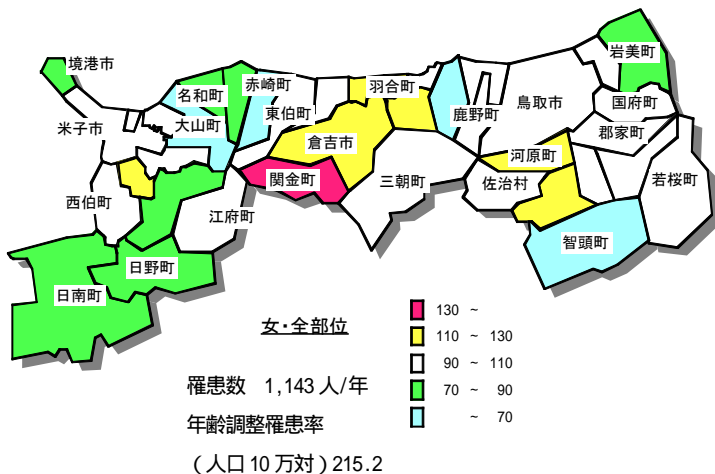 岩美町
境港市
赤崎町
羽合町
名和町
国府町
鹿野町
鳥取市
東伯町
米子市
大山町
郡家町
倉吉市
河原町
関金町
三朝町
佐治村
若桜町
西伯町
江府町
智頭町
日野町
日南町
女・全部位
130 ~
110 ~ 130
90 ~ 110
70 ~ 90
~ 70
罹患数 1,143 人/年
年齢調整罹患率
(人口10万対) 215.2